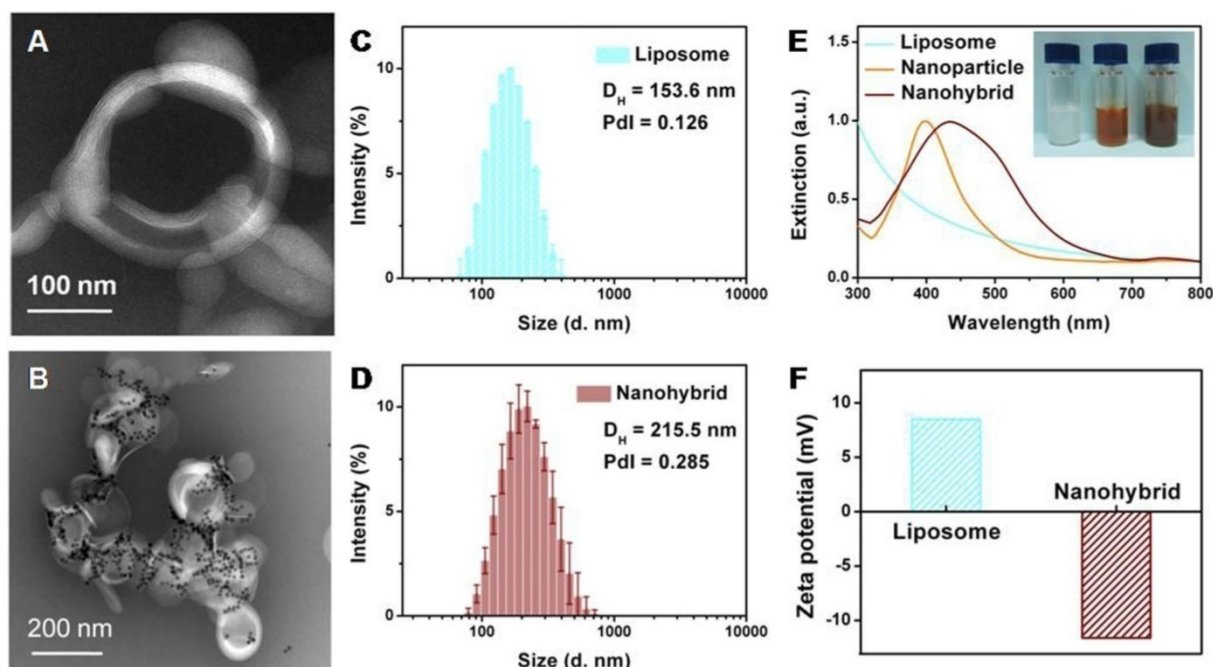 A
100 nm
B
200 nm
C
Liposome
D_H = 153.6 nm
PdI = 0.126
Intensity (%)
10
5
0
100
1000
10000
Size (d. nm)
D
Nanohybrid
D_H = 215.5 nm
PdI = 0.285
Intensity (%)
10
5
0
100
1000
10000
Size (d. nm)
E
Liposome
Nanoparticle
Nanohybrid
Extinction (a.u.)
1.5
1.0
0.5
0.0
300
400
500
600
700
800
Wavelength (nm)
F
Zeta potential (mV)
10
5
0
-5
-10
Liposome
Nanohybrid